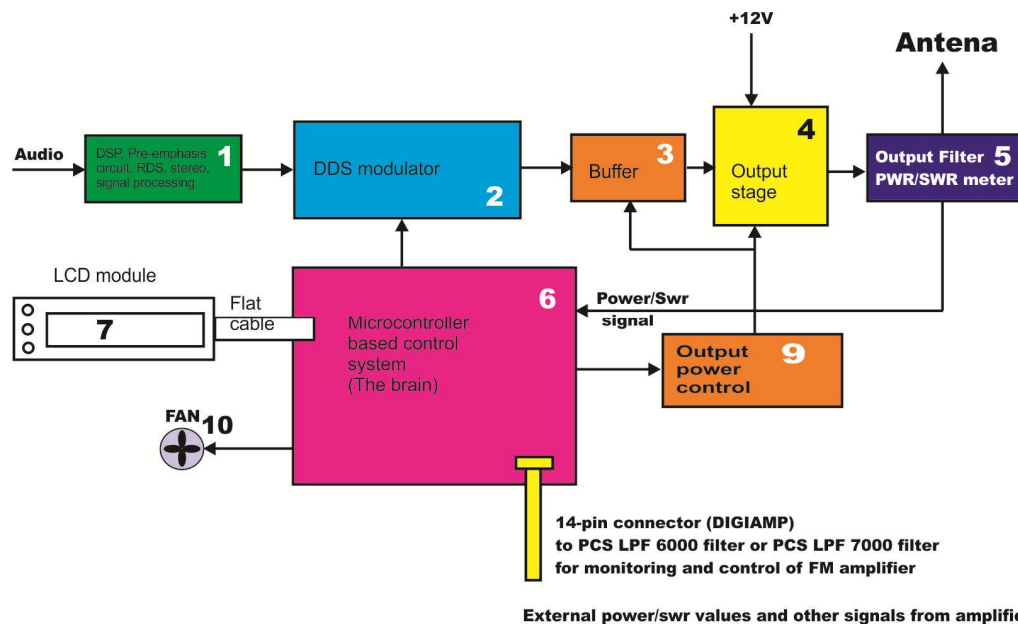 +12V
Antena
Audio
DSP, Pre-emphasis
circuit, RDS, stereo,
signal processing
1
DDS modulator
2
Buffer
3
Output
stage
4
Output Filter
PWR/SWR meter
5
LCD module
7
Flat
cable
Microcontroller
based control
system
(The brain)
6
Power/Swr
signal
Output
power
control
9
FAN
10
14-pin connector (DIGIAMP)
to PCS LPF 6000 filter or PCS LPF 7000 filter
for monitoring and control of FM amplifier
External power/swr values and other signals from